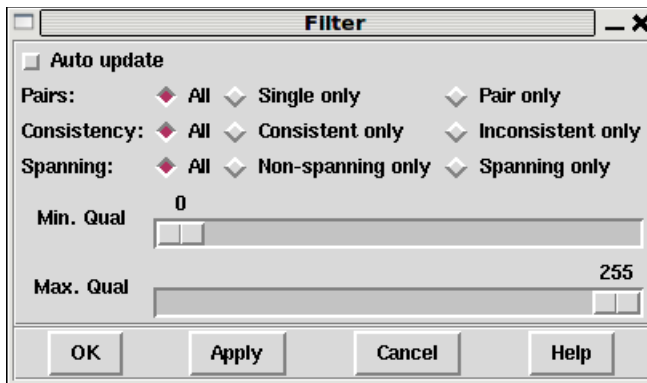 Filter
Auto update
Pairs: All Single only Pair only
Consistency: All Consistent only Inconsistent only
Spanning: All Non-spanning only Spanning only
0
Min. Qual
255
Max. Qual
OK Apply Cancel Help